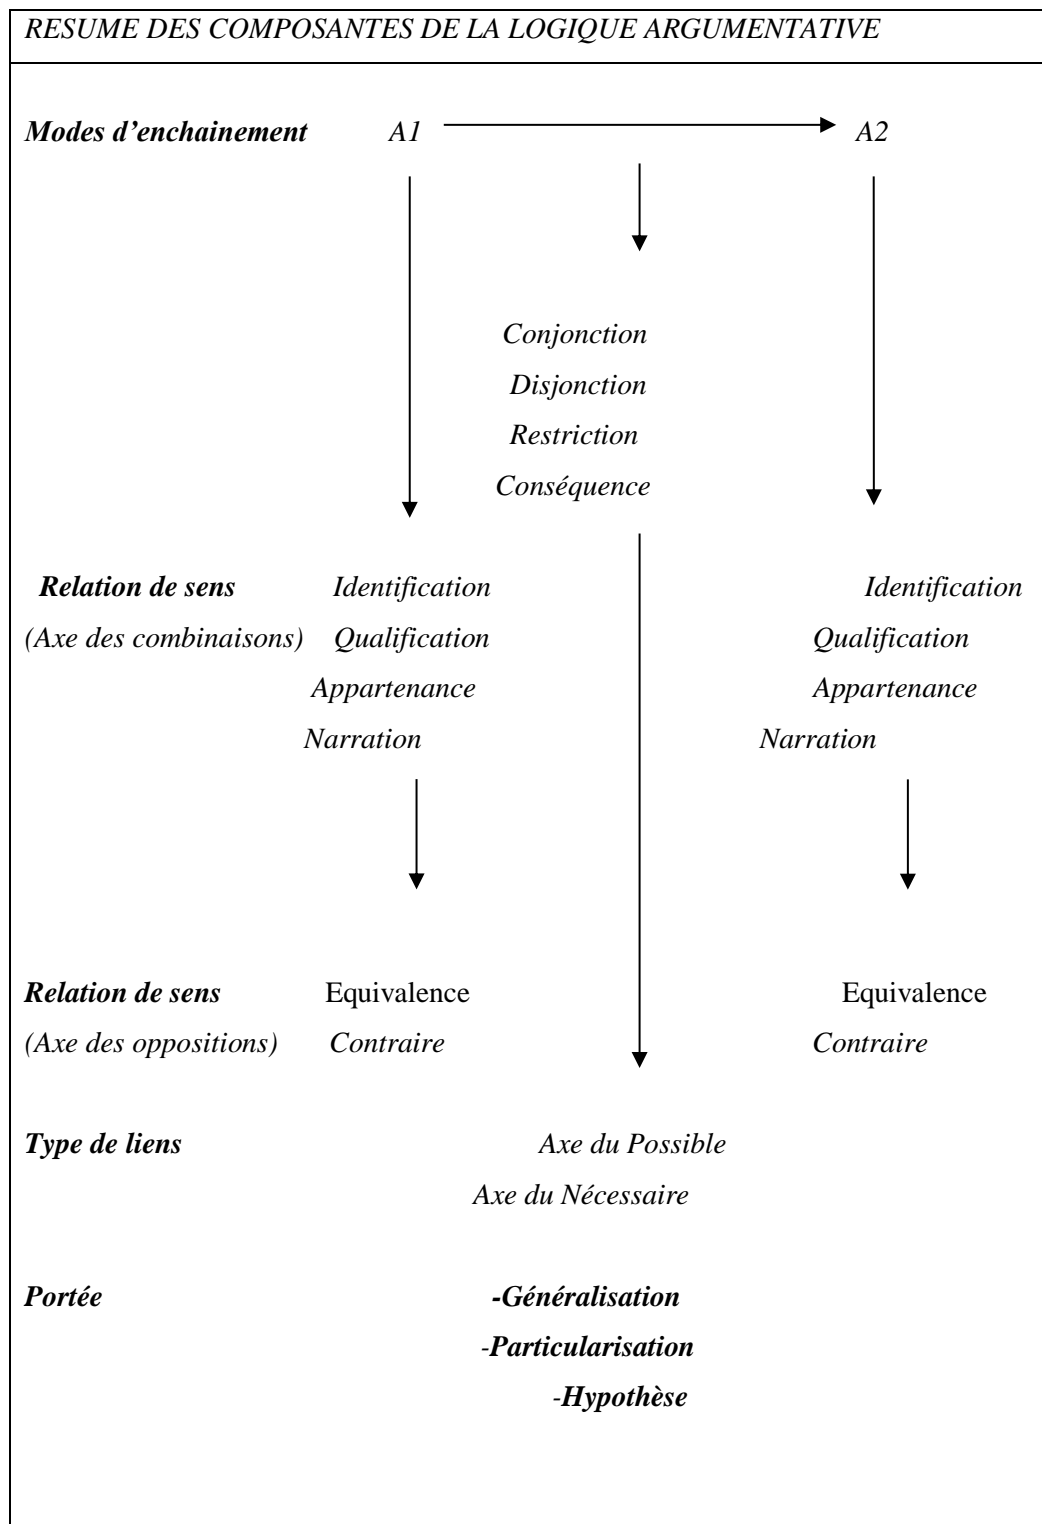 RESUME DES COMPOSANTES DE LA LOGIQUE ARGUMENTATIVE
Modes d’enchainement A1 A2
Conjonction
Disjonction
Restriction
Conséquence
Relation de sens Identification Identification
(Axe des combinaisons) Qualification Qualification
Appartenance Appartenance
Narration Narration
Relation de sens Equivalence Equivalence
(Axe des oppositions) Contraire Contraire
Type de liens Axe du Possible
Axe du Nécessaire
Portée -Généralisation
-Particularisation
-Hypothèse